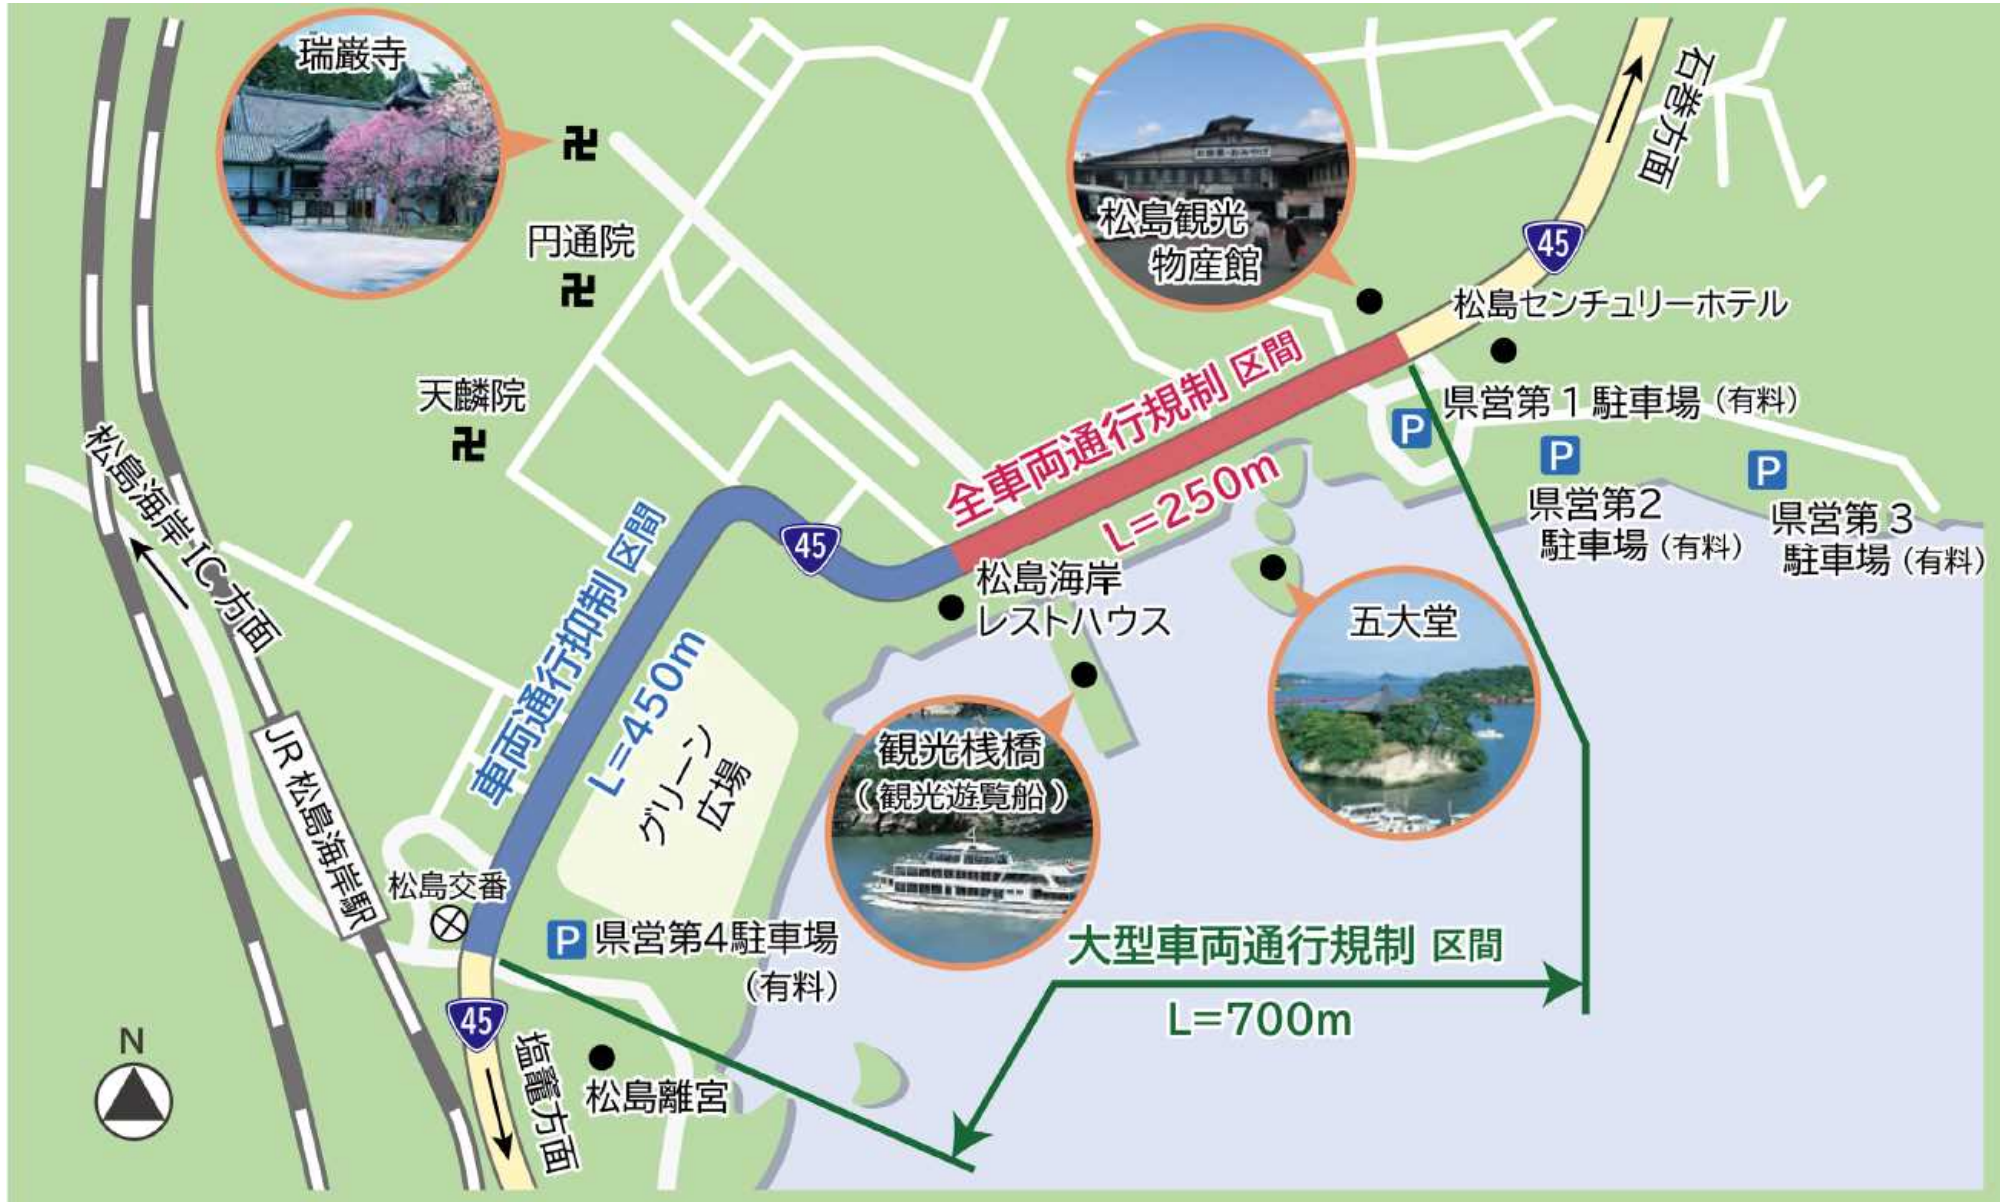 瑞巌寺
円通院
天麟院
松島観光
物産館
お食事・おみやげ
石巻方面
45
松島センチュリーホテル
全車両通行規制 区間
L=250m
P 県営第1駐車場(有料)
P
県営第2
駐車場(有料)
P
県営第3
駐車場(有料)
松島海岸IC方面
車両通行抑制 区間
L=450m
45
松島海岸
レストハウス
五大堂
観光桟橋
(観光遊覧船)
グリーン
広場
JR 松島海岸駅
松島交番
P 県営第4駐車場
(有料)
大型車両通行規制 区間
L=700m
45
塩竈方面
松島離宮
N